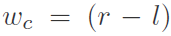 w_c = (r − l)